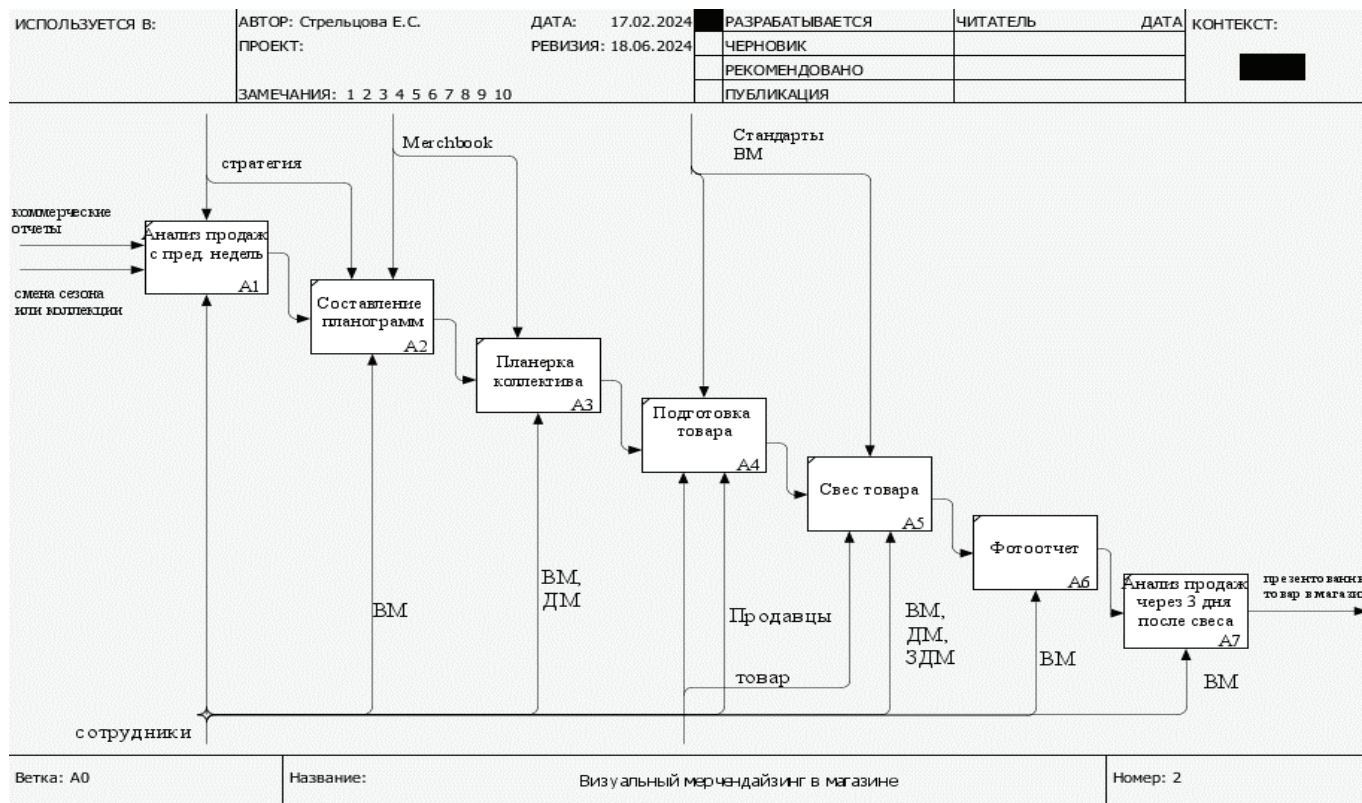 ИСПОЛЬЗУЕТСЯ В:
АВТОР: Стрельцова Е.С.
ДАТА: 17.02.2024
РАЗРАБАТЫВАЕТСЯ
ЧИТАТЕЛЬ
ДАТА
КОНТЕКСТ:
ПРОЕКТ:
РЕВИЗИЯ: 18.06.2024
ЧЕРНОВИК
РЕКОМЕНДОВАНО
ЗАМЕЧАНИЯ: 1 2 3 4 5 6 7 8 9 10
ПУБЛИКАЦИЯ
стратегия
Merchbook
Стандарты
ВМ
коммерческие
отчеты
смена сезона
или коллекции
Анализ продаж
с пред. недель
A1
Составление
планограмм
A2
Планерка
коллектива
A3
Подготовка
товара
A4
Свес товара
A5
Фотоотчет
A6
Анализ продаж
через 3 дня
после свеса
A7
презентованн
товар в магази
ВМ
ВМ,
ДМ
Продавцы
товар
ВМ,
ДМ,
ЗДМ
ВМ
ВМ
сотрудники
Ветка: A0
Название:
Визуальный мерчендайзинг в магазине
Номер: 2